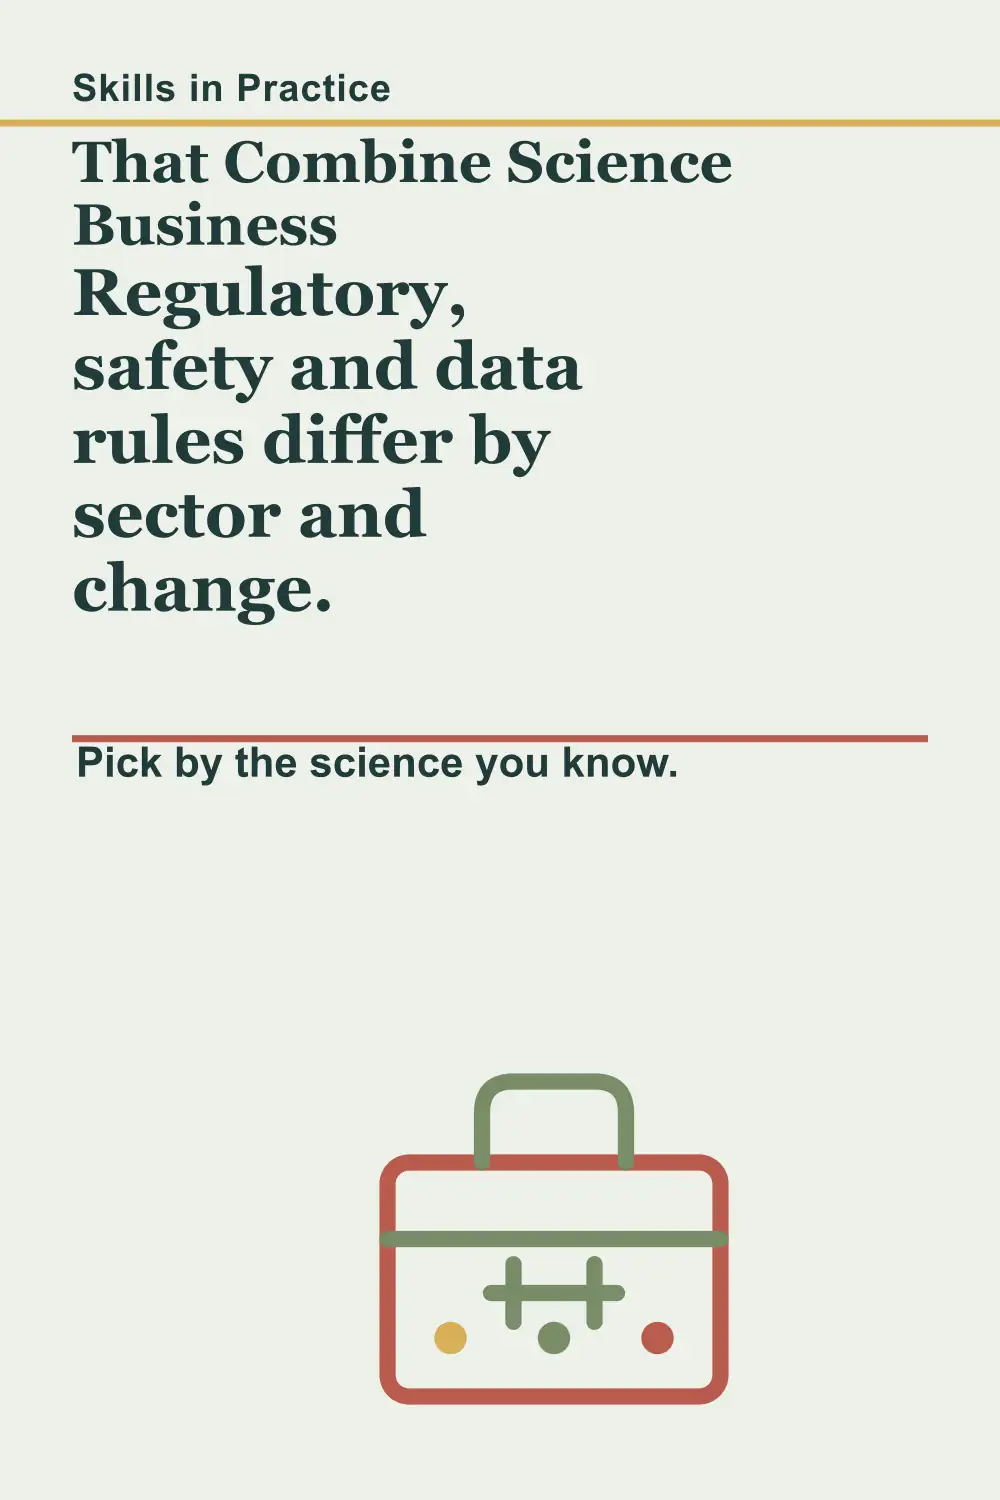 Skills in Practice
That Combine Science
Business
Regulatory,
safety and data
rules differ by
sector and
change.
Pick by the science you know.